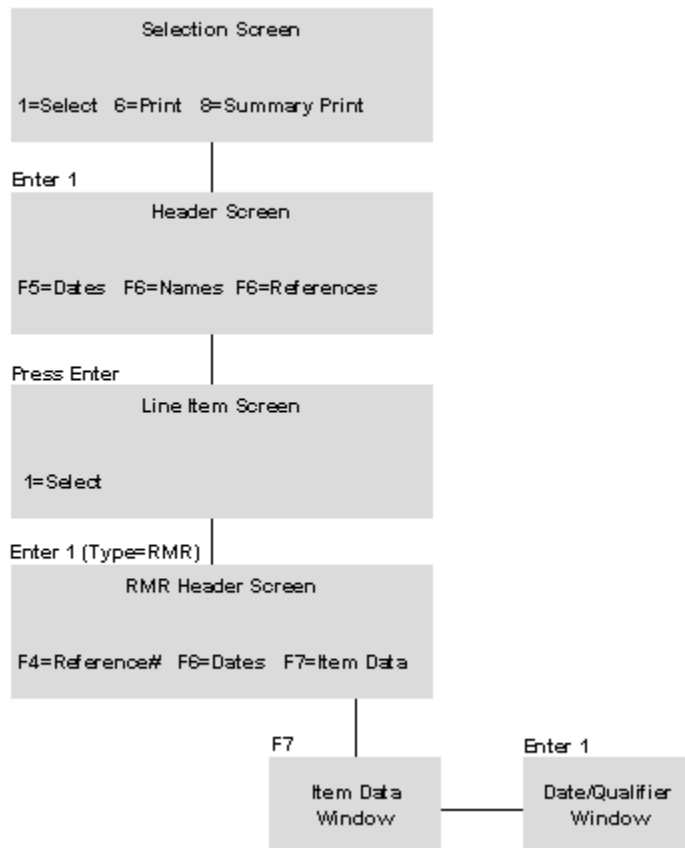 Selection Screen
1=Select 6=Print 8=Summary Print
Enter 1
Header Screen
F5=Dates F6=Names F6=References
Press Enter
Line Item Screen
1=Select
Enter 1 (Type=RMR)
RMR Header Screen
F4=Reference# F6=Dates F7=Item Data
F7
Item Data
Window
Enter 1
Date/Qualifier
Window